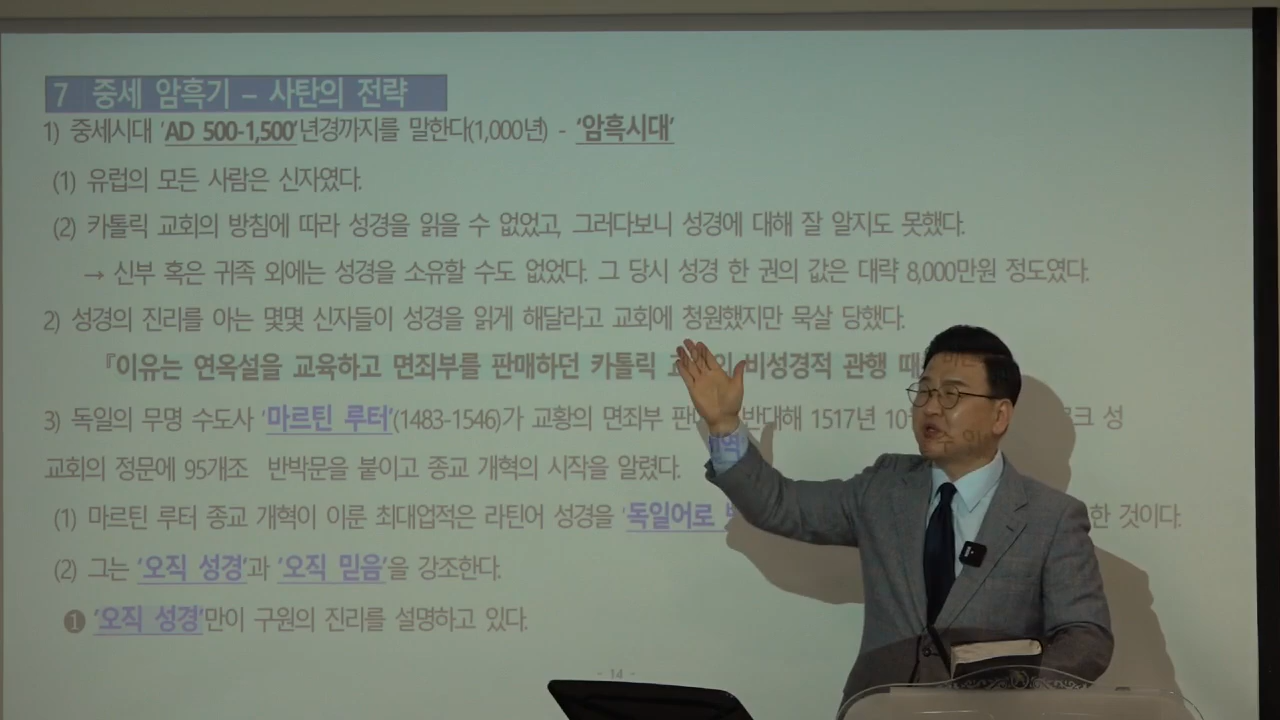 7 중세 암흑기 – 사탄의 전략
1) 중세시대 'AD 500-1,500'년경까지를 말한다(1,000년) - '암흑시대'
(1) 유럽의 모든 사람은 신자였다.
(2) 카톨릭 교회의 방침에 따라 성경을 읽을 수 없었고, 그러다보니 성경에 대해 잘 알지도 못했다.
→ 신부 혹은 귀족 외에는 성경을 소유할 수도 없었다. 그 당시 성경 한 권의 값은 대략 8,000만원 정도였다.
2) 성경의 진리를 아는 몇몇 신자들이 성경을 읽게 해달라고 교회에 청원했지만 묵살 당했다.
『이유는 연옥설을 교육하고 면죄부를 판매하던 카톨릭 비성경적 관행
3) 독일의 무명 수도사 '마르틴 루터'(1483-1546)가 교황의 면죄부 반대해 1517년 성
교회의 정문에 95개조 반박문을 붙이고 종교 개혁의 시작을 알렸다.
(1) 마르틴 루터 종교 개혁이 이룬 최대업적은 라틴어 성경을 '독일어로 한 것이다.
(2) 그는 '오직 성경'과 '오직 믿음'을 강조한다.
❶ '오직 성경'만이 구원의 진리를 설명하고 있다.
- 14 -